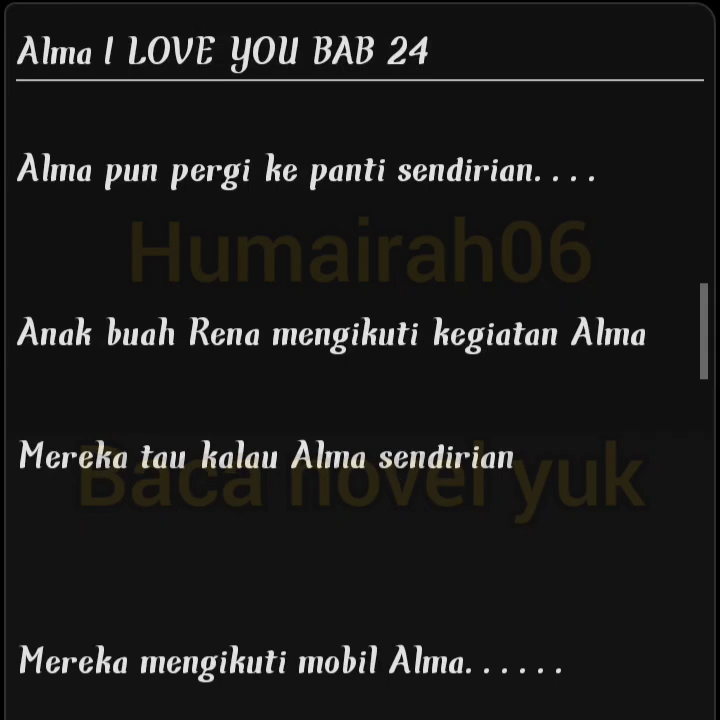 Alma I LOVE YOU BAB 24
Alma pun pergi ke panti sendirian. . . .
Humairah06
Anak buah Rena mengikuti kegiatan Alma
Mereka tau kalau Alma sendirian
Baca novel yuk
Mereka mengikuti mobil Alma. . . . . .